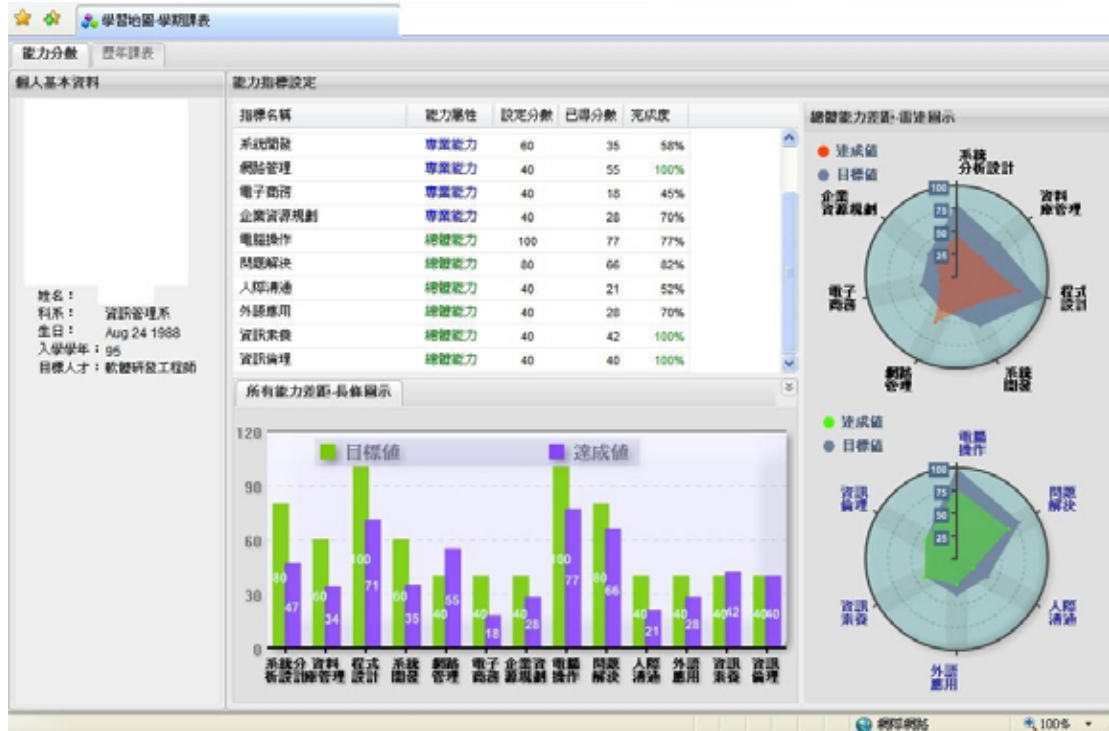 學習地圖-學期課表
能力分數 歷年課表
個人基本資料
能力指標設定
指標名稱 能力屬性 設定分數 已得分數 完成度
系統開發 專業能力 60 35 58%
網路管理 專業能力 40 55 100%
電子商務 專業能力 40 18 45%
企業資源規劃 專業能力 40 28 70%
電腦操作 總體能力 100 77 77%
問題解決 總體能力 80 66 82%
人際溝通 總體能力 40 21 52%
外語應用 總體能力 40 28 70%
資訊素養 總體能力 40 42 100%
資訊倫理 總體能力 40 40 100%
姓名：
科系： 資訊管理系
生日： Aug 24 1988
入學學年：95
目標人才：軟體研發工程師
所有能力差距-長條圖示
120
90
60
30
0
目標值 達成值
80 47 60 34 100 71 60 35 40 55 40 18 40 28 100 77 80 66 40 21 40 28 40 42 40 40
系統分析設計 資料庫管理 程式設計 系統開發 網路管理 電子商務 企業資源規劃 電腦操作 問題解決 人際溝通 外語應用 資訊素養 資訊倫理
總體能力差距-雷達圖示
達成值
目標值
系統
分析設計
資料
庫管理
程式
設計
系統
開發
網路
管理
電子
商務
企業
資源規劃
100
75
50
25
達成值
目標值
電腦
操作
問題
解決
人際
溝通
外語
應用
資訊
素養
資訊
倫理
100
75
50
25
網際網路 100%